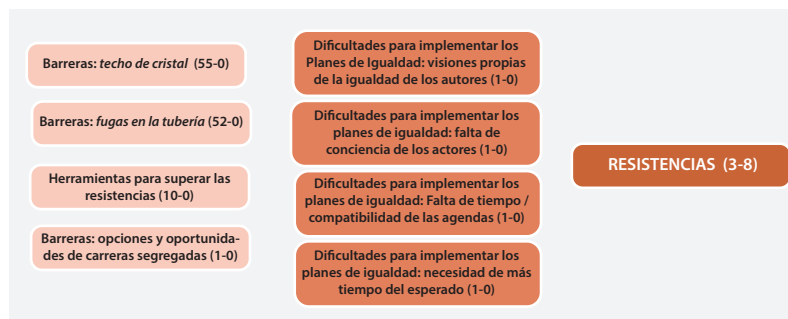 Barreras: techo de cristal (55-0)
Barreras: fugas en la tubería (52-0)
Herramientas para superar las
resistencias (10-0)
Barreras: opciones y oportunida-
des de carreras segregadas (1-0)
Dificultades para implementar los
Planes de Igualdad: visiones propias
de la igualdad de los autores (1-0)
Dificultades para implementar los
planes de igualdad: falta de
conciencia de los actores (1-0)
Dificultades para implementar los
planes de igualdad: Falta de tiempo /
compatibilidad de las agendas (1-0)
Dificultades para implementar los
planes de igualdad: necesidad de más
tiempo del esperado (1-0)
RESISTENCIAS (3-8)